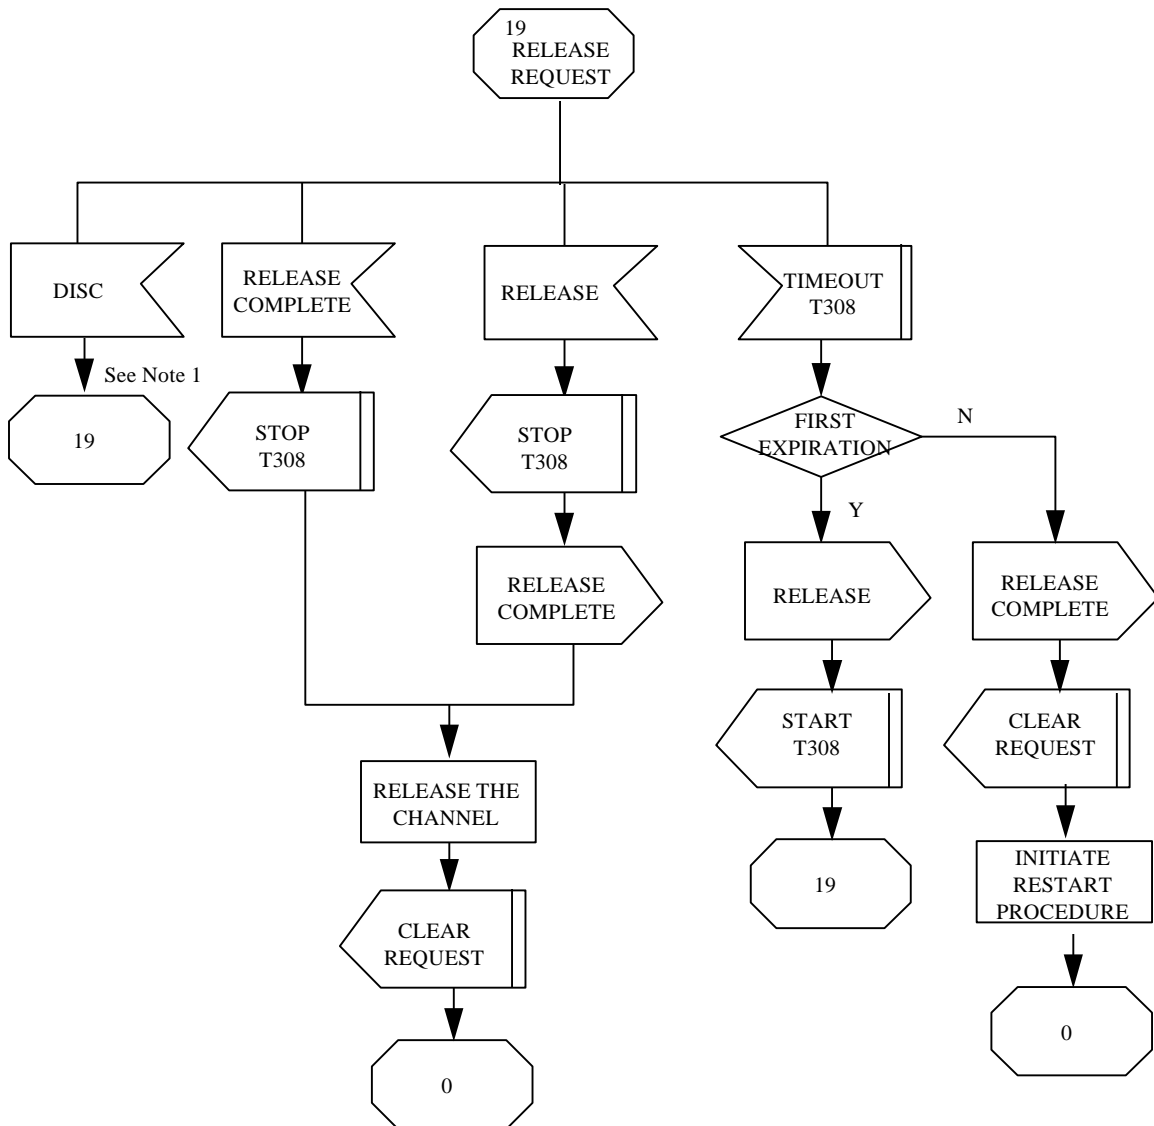 19
RELEASE
REQUEST
DISC
RELEASE
COMPLETE
RELEASE
TIMEOUT
T308
See Note 1
19
STOP
T308
STOP
T308
FIRST
EXPIRATION
N
Y
RELEASE
COMPLETE
RELEASE
RELEASE
COMPLETE
START
T308
CLEAR
REQUEST
RELEASE THE
CHANNEL
19
INITIATE
RESTART
PROCEDURE
CLEAR
REQUEST
0
0